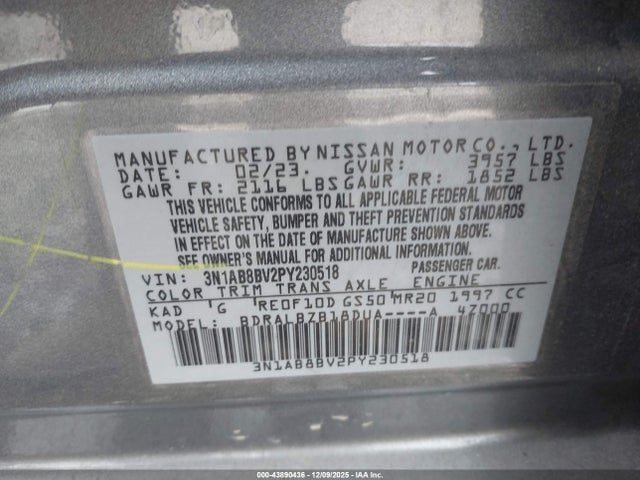 MANUFACTURED BY NISSAN MOTOR CO., LTD.
DATE: 02/23. GVWR: 3957 LBS
GAWR FR: 2116 LBS GAWR RR: 1852 LBS
THIS VEHICLE CONFORMS TO ALL APPLICABLE FEDERAL MOTOR
VEHICLE SAFETY, BUMPER AND THEFT PREVENTION STANDARDS
IN EFFECT ON THE DATE OF MANUFACTURE SHOWN ABOVE.
SEE OWNER'S MANUAL FOR ADDITIONAL INFORMATION.
VIN: 3N1AB8BV2PY230518 PASSENGER CAR.
COLOR TRIM TRANS AXLE ENGINE
KAD G RE0F10D GS50 MR20 1997 CC
MODEL: BDRALBZB18DUA----A 4Z000
3N1AB8BV2PY230518
000-43890436 - 12/09/2025 - IAA Inc.